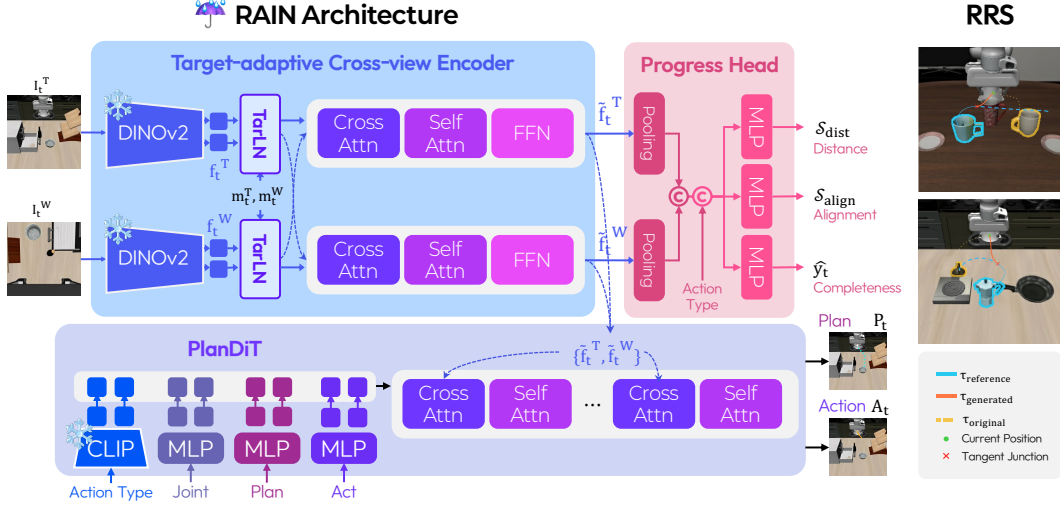 RAIN Architecture
RRS
Target-adaptive Cross-view Encoder
Progress Head
I_t^T
DINOv2
f_t^T
TarLN
Cross Attn
Self Attn
FFN
f̃_t^T
Pooling
MLP
S_dist
Distance
m_t^T, m_t^W
C
C
MLP
S_align
Alignment
I_t^W
DINOv2
f_t^W
TarLN
Cross Attn
Self Attn
FFN
f̃_t^W
Pooling
MLP
ŷ_t
Completeness
Action
Type
PlanDiT
{f̃_t^T, f̃_t^W}
Plan P_t
Cross Attn
Self Attn
...
Cross Attn
Self Attn
Action A_t
CLIP
MLP
MLP
MLP
Action Type
Joint
Plan
Act
τ_reference
τ_generated
τ_original
Current Position
Tangent Junction